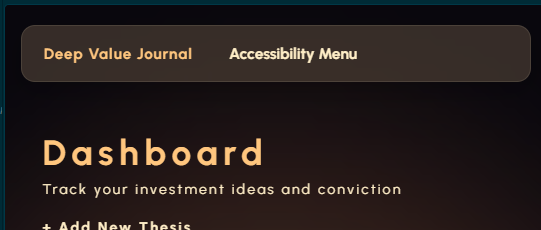 Deep Value Journal Accessibility Menu
Dashboard
Track your investment ideas and conviction
+ Add New Thesis